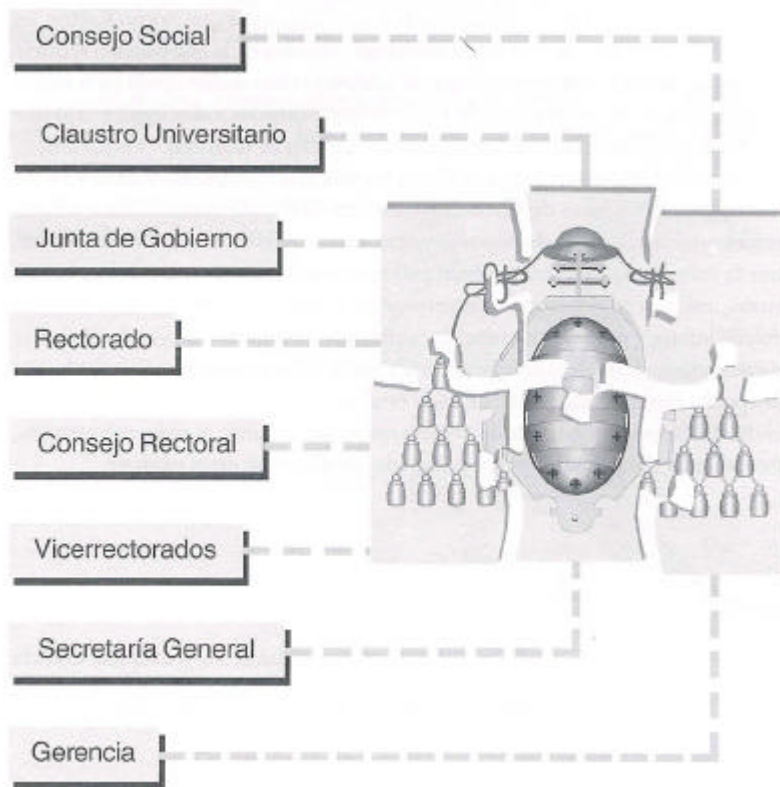 Consejo Social
Claustro Universitario
Junta de Gobierno
Rectorado
Consejo Rectoral
Vicerrectorados
Secretaría General
Gerencia